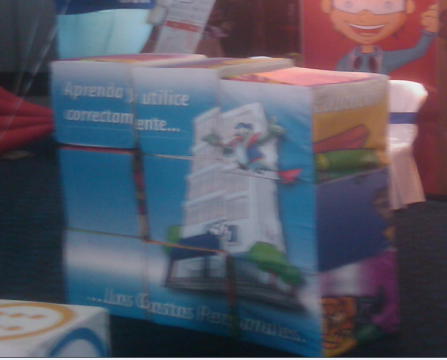 Aprenda y utilice
correctamente...
...Los Gastos Personales.